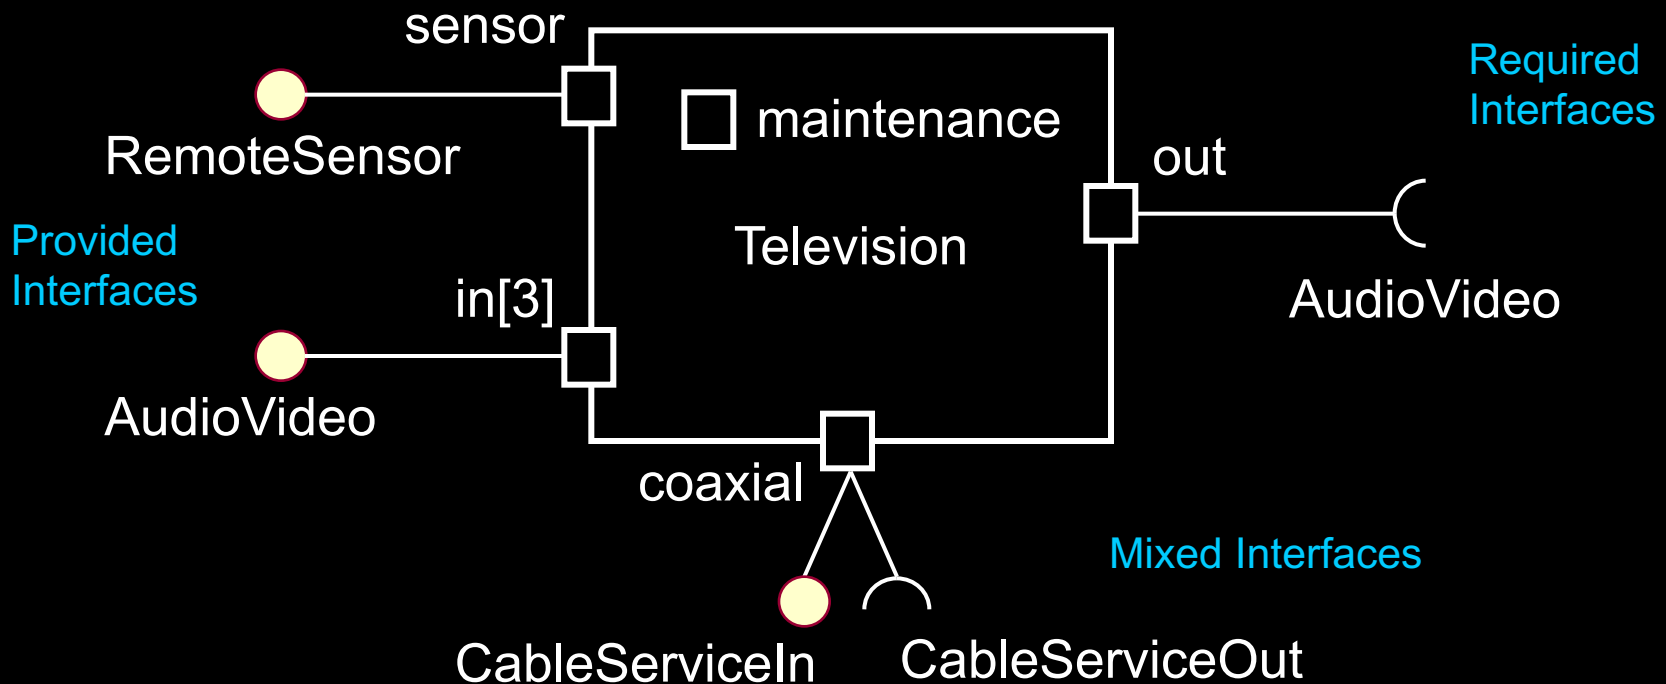 sensor
Required
Interfaces
maintenance
RemoteSensor
out
Provided
Interfaces
Television
in[3]
AudioVideo
AudioVideo
coaxial
Mixed Interfaces
CableServiceIn
CableServiceOut